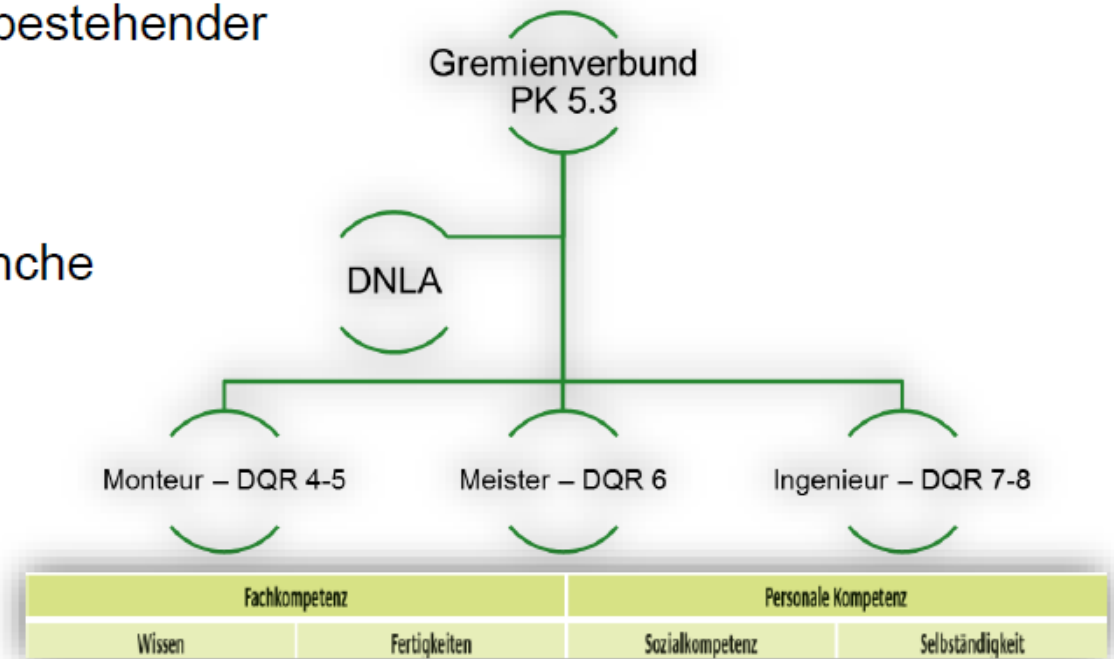 bestehender
Gremienverbund
PK 5.3
nche
DNLA
Monteur – DQR 4-5
Meister – DQR 6
Ingenieur – DQR 7-8
Fachkompetenz
Personale Kompetenz
Wissen
Fertigkeiten
Sozialkompetenz
Selbständigkeit